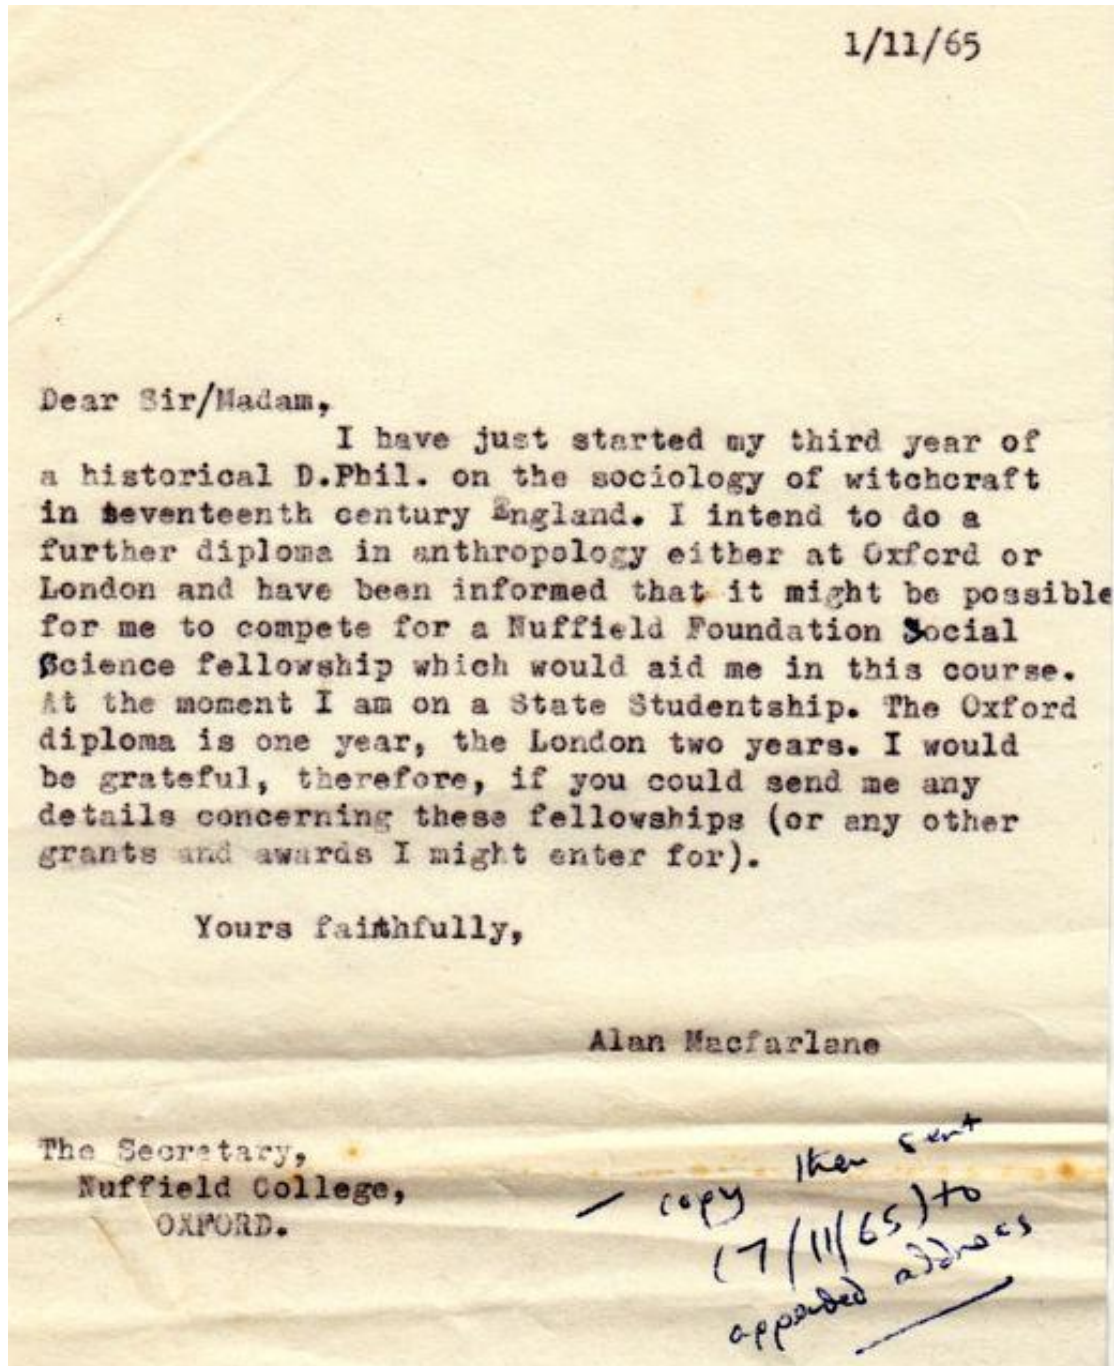 1/11/65
Dear Sir/Madam,
I have just started my third year of
a historical D.Phil. on the sociology of witchcraft
in seventeenth century England. I intend to do a
further diploma in anthropology either at Oxford or
London and have been informed that it might be possible
for me to compete for a Nuffield Foundation Social
Science fellowship which would aid me in this course.
At the moment I am on a State Studentship. The Oxford
diploma is one year, the London two years. I would
be grateful, therefore, if you could send me any
details concerning these fellowships (or any other
grants and awards I might enter for).
Yours faithfully,
Alan Macfarlane
The Secretary,
Nuffield College,
OXFORD.
– copy then sent
(7/11/65) to
appended address